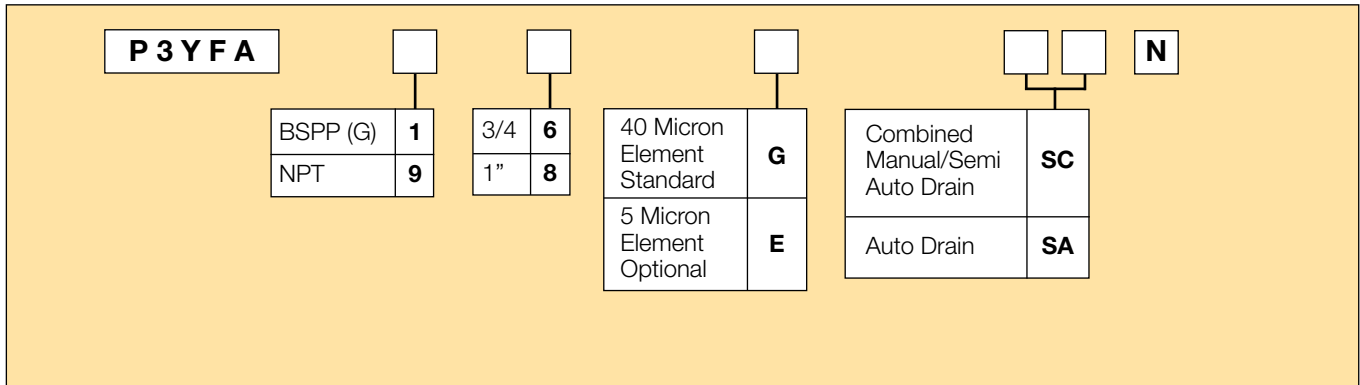 P3YFA
N
BSPP (G) 1
NPT 9
3/4 6
1” 8
40 Micron
Element
Standard
G
5 Micron
Element
Optional
E
Combined
Manual/Semi
Auto Drain
SC
Auto Drain SA